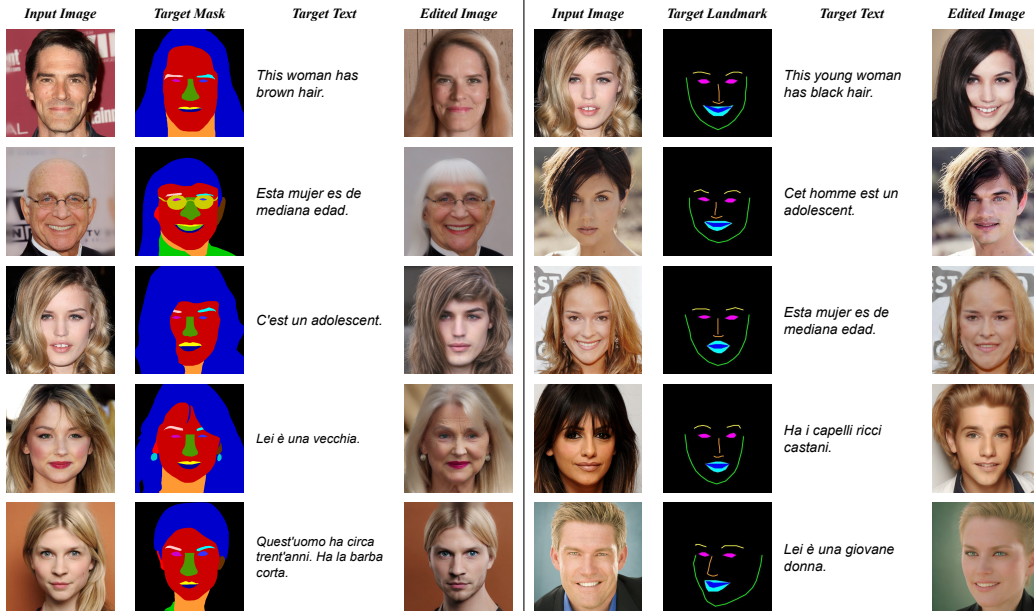 Input Image Target Mask Target Text Edited Image Input Image Target Landmark Target Text Edited Image
This woman has
brown hair.
This young woman
has black hair.
Esta mujer es de
mediana edad.
Cet homme est un
adolescent.
C'est un adolescent.
Esta mujer es de
mediana edad.
Lei è una vecchia.
Ha i capelli ricci
castani.
Quest'uomo ha circa
trent'anni. Ha la barba
corta.
Lei è una giovane
donna.